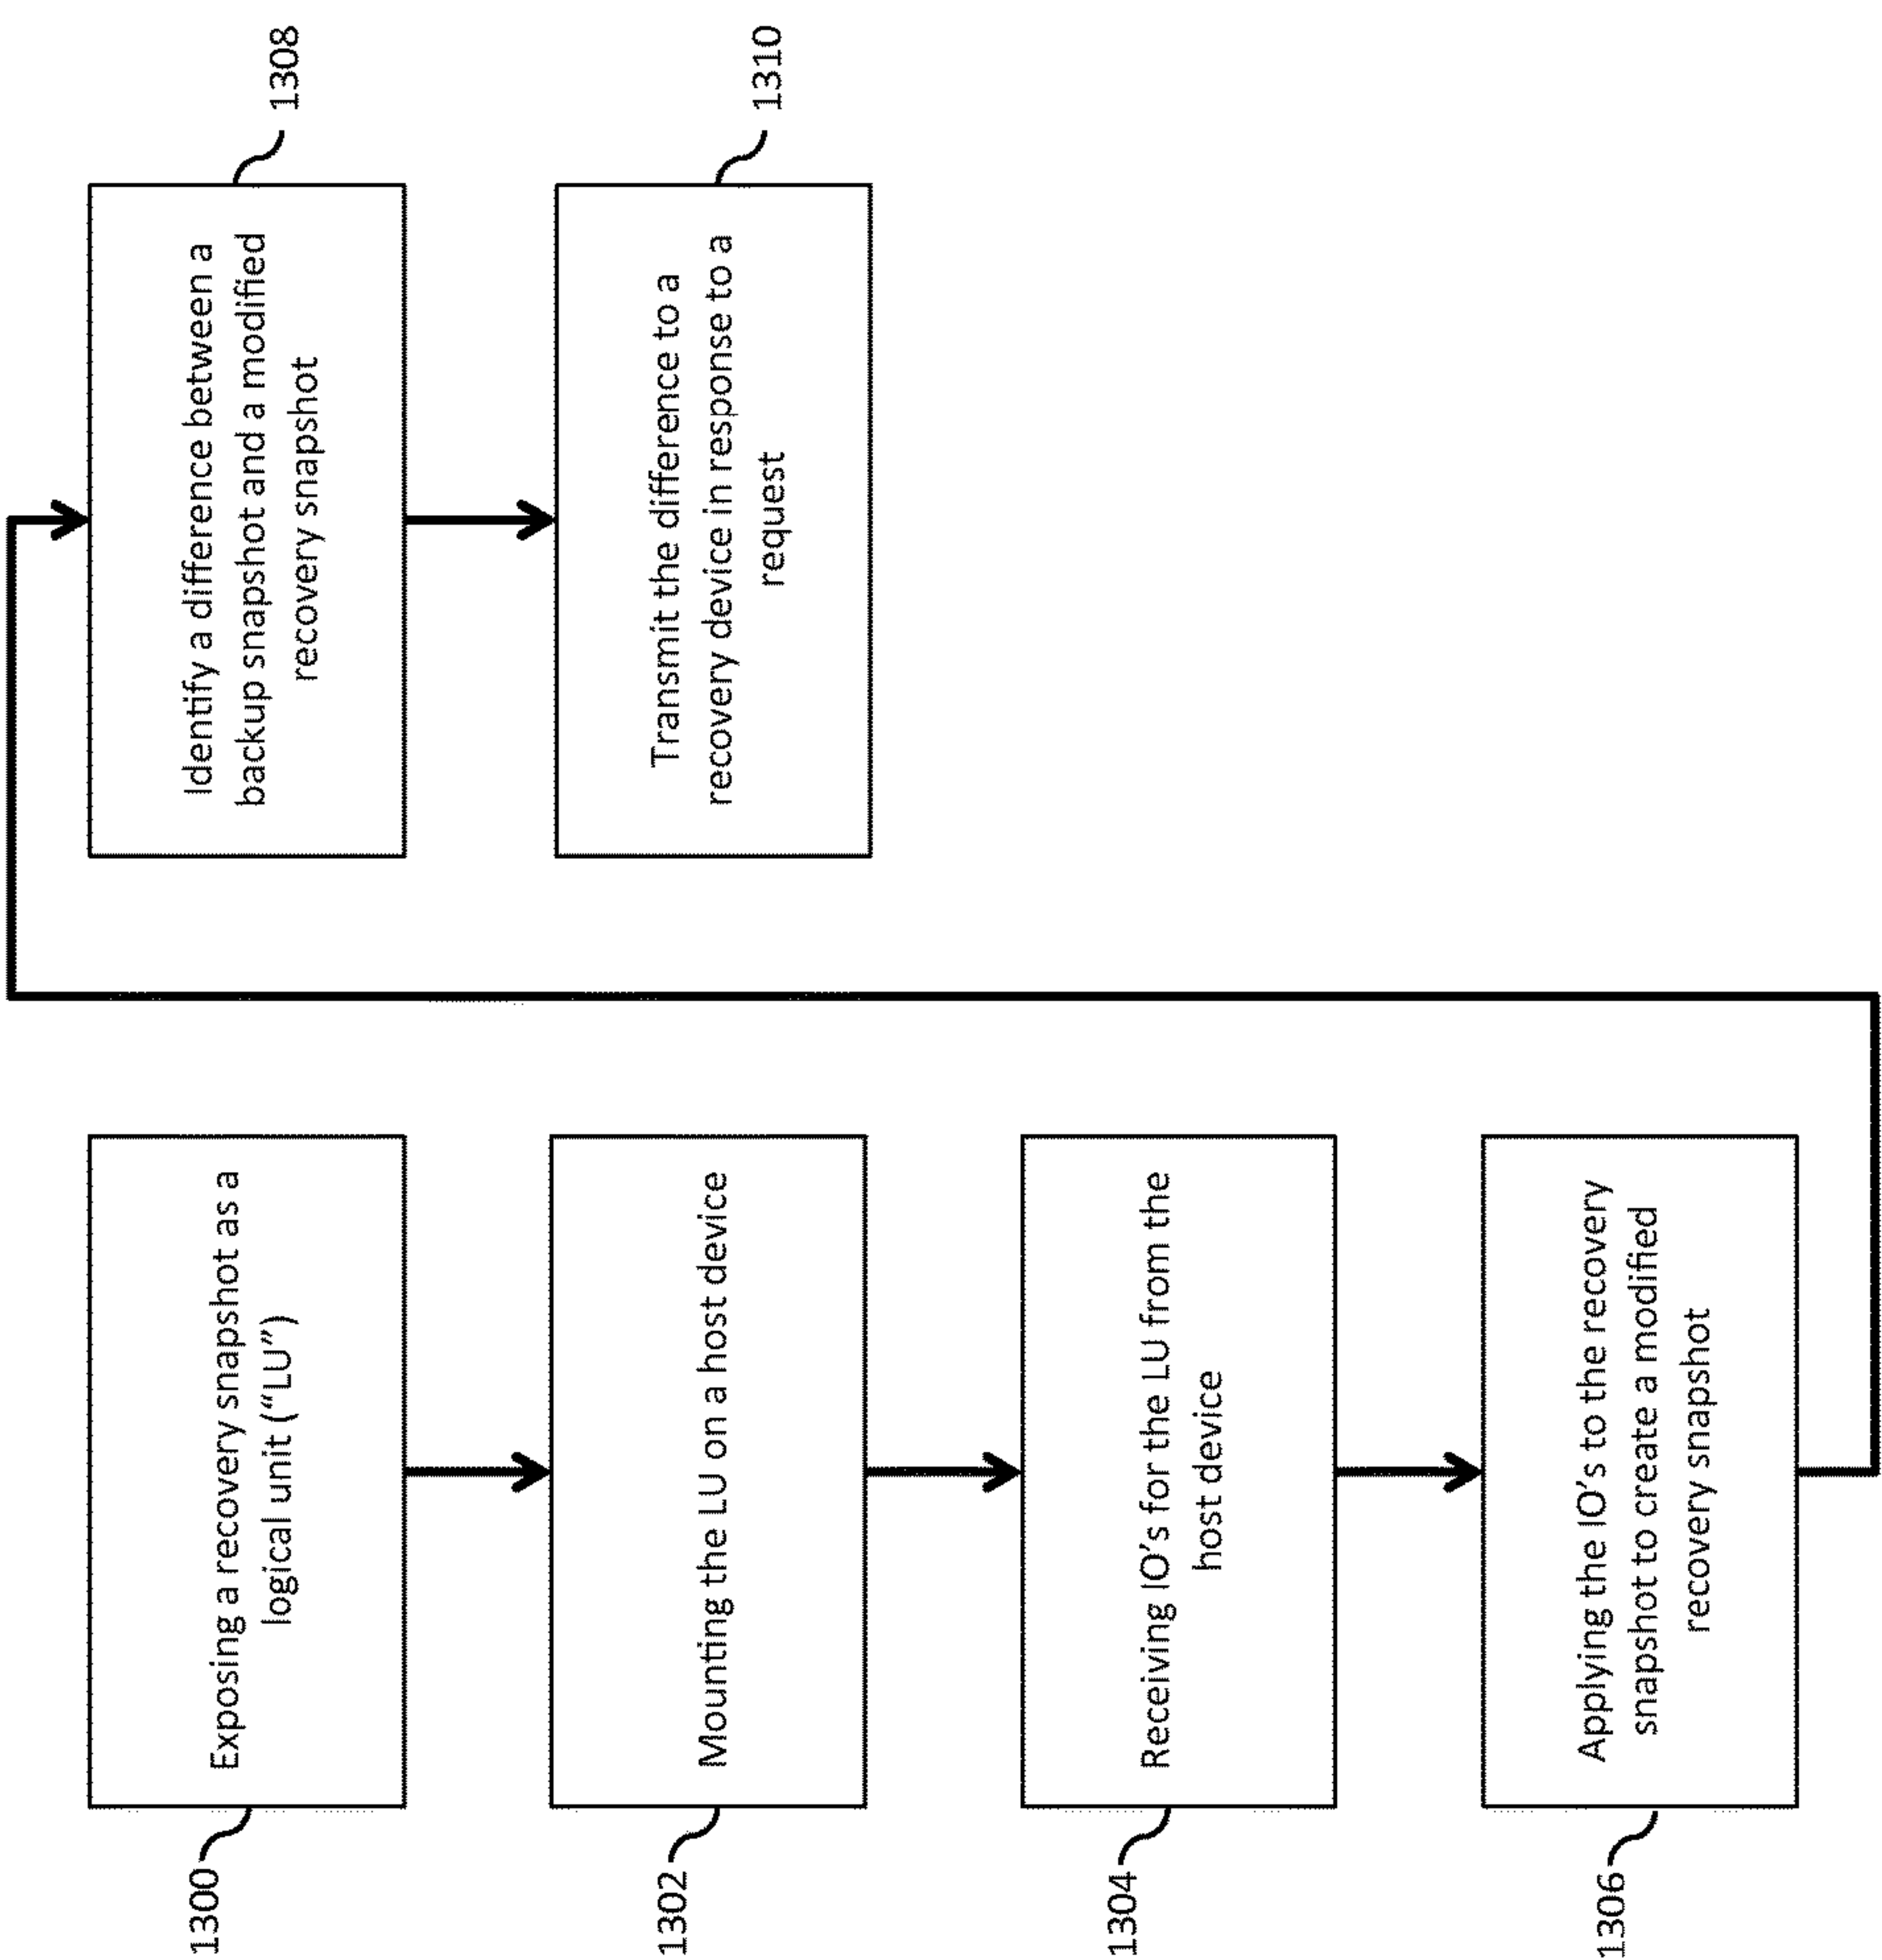 1300
Exposing a recovery snapshot as a
logical unit (“LU”)
1302
Mounting the LU on a host device
1304
Receiving IO’s for the LU from the
host device
1306
Applying the IO’s to the recovery
snapshot to create a modified
recovery snapshot
1308
Identify a difference between a
backup snapshot and a modified
recovery snapshot
1310
Transmit the difference to a
recovery device in response to a
request